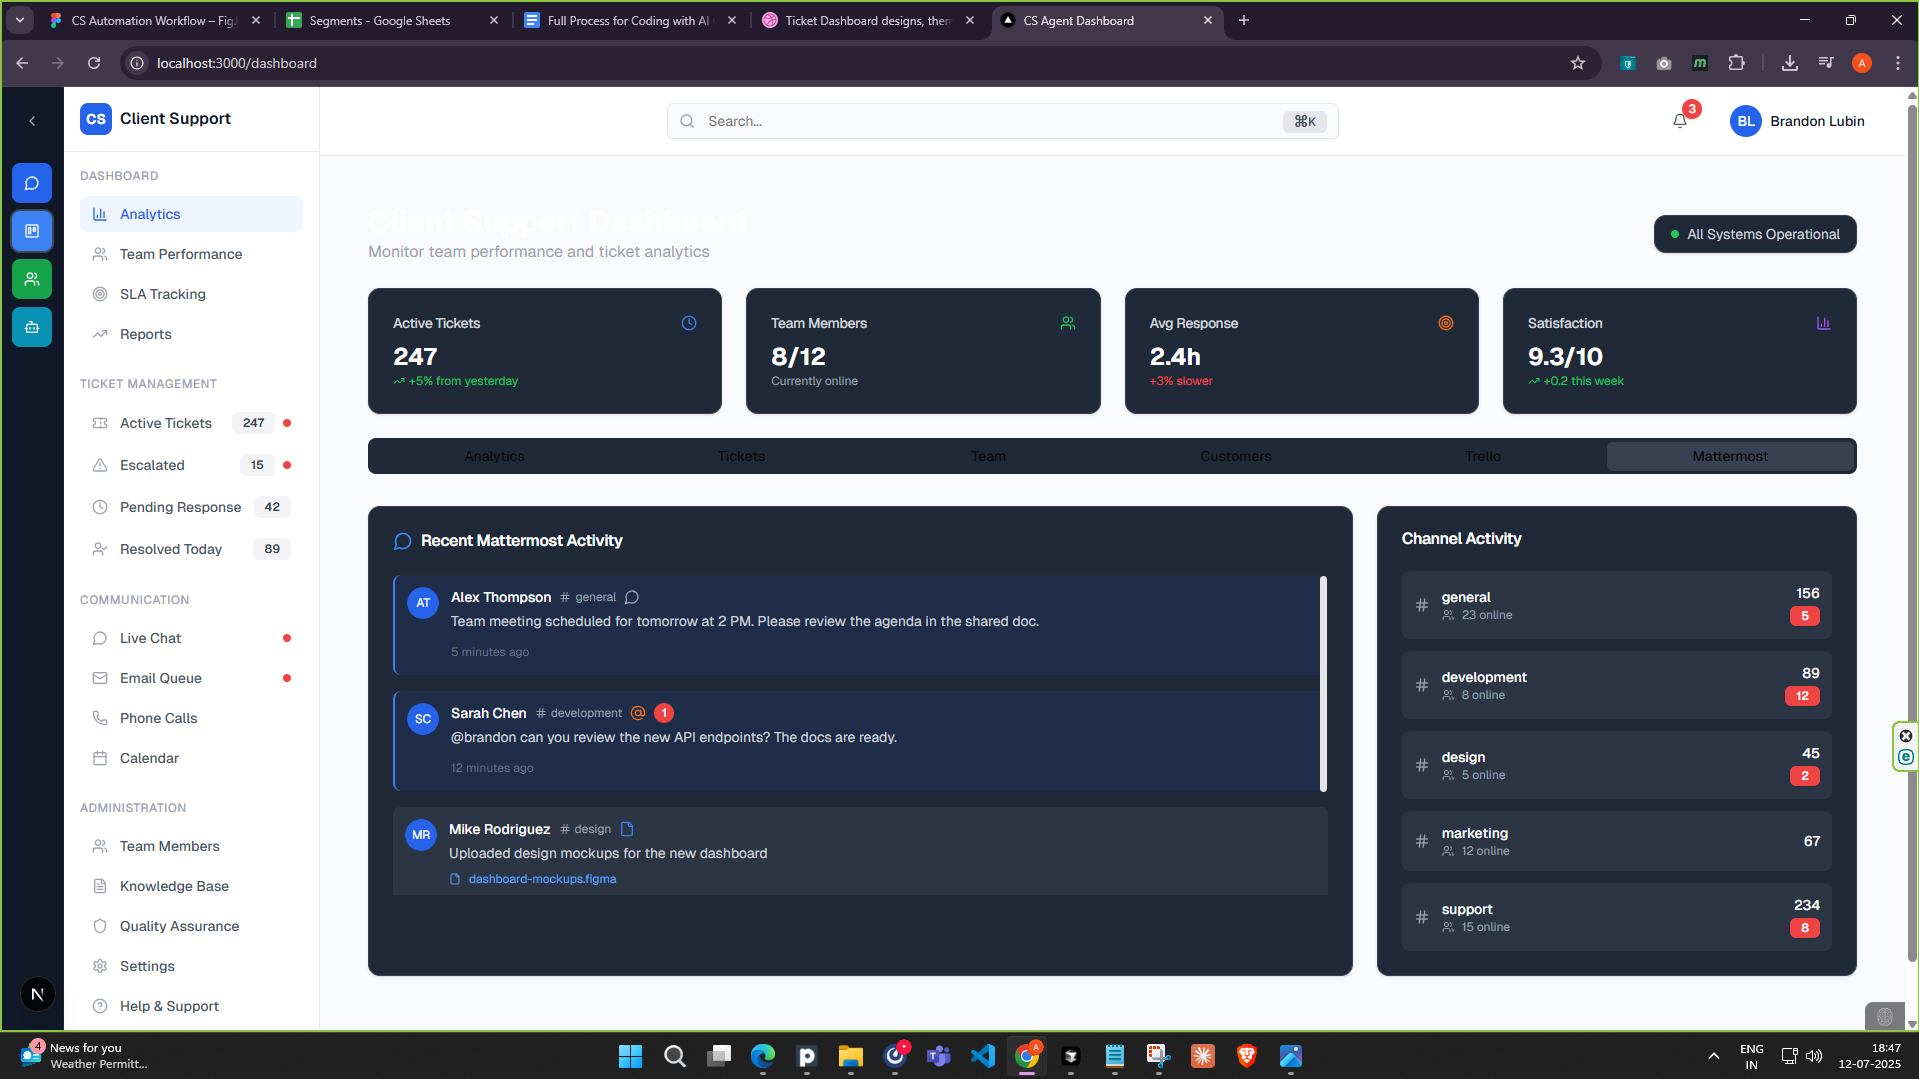 CS Automation Workflow – FigJ
Segments - Google Sheets
Full Process for Coding with AI
Ticket Dashboard designs, them
CS Agent Dashboard
localhost:3000/dashboard
A
CS
Client Support
Search...
⌘K
3
BL
Brandon Lubin
DASHBOARD
Analytics
Team Performance
SLA Tracking
Reports
TICKET MANAGEMENT
Active Tickets 247
Escalated 15
Pending Response 42
Resolved Today 89
COMMUNICATION
Live Chat
Email Queue
Phone Calls
Calendar
ADMINISTRATION
Team Members
Knowledge Base
Quality Assurance
Settings
Help & Support
N
Client Support Dashboard
Monitor team performance and ticket analytics
All Systems Operational
Active Tickets
247
+5% from yesterday
Team Members
8/12
Currently online
Avg Response
2.4h
+3% slower
Satisfaction
9.3/10
+0.2 this week
Analytics Tickets Team Customers Trello Mattermost
Recent Mattermost Activity
AT
Alex Thompson # general
Team meeting scheduled for tomorrow at 2 PM. Please review the agenda in the shared doc.
5 minutes ago
SC
Sarah Chen # development @ 1
@brandon can you review the new API endpoints? The docs are ready.
12 minutes ago
MR
Mike Rodriguez # design
Uploaded design mockups for the new dashboard
dashboard-mockups.figma
Channel Activity
# general 156
23 online 5
# development 89
8 online 12
# design 45
5 online 2
# marketing 67
12 online
# support 234
15 online 8
4
News for you
Weather Permitt...
A
ENG
IN
18:47
12-07-2025